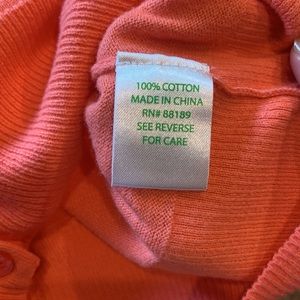 100% COTTON
MADE IN CHINA
RN# 88189
SEE REVERSE
FOR CARE